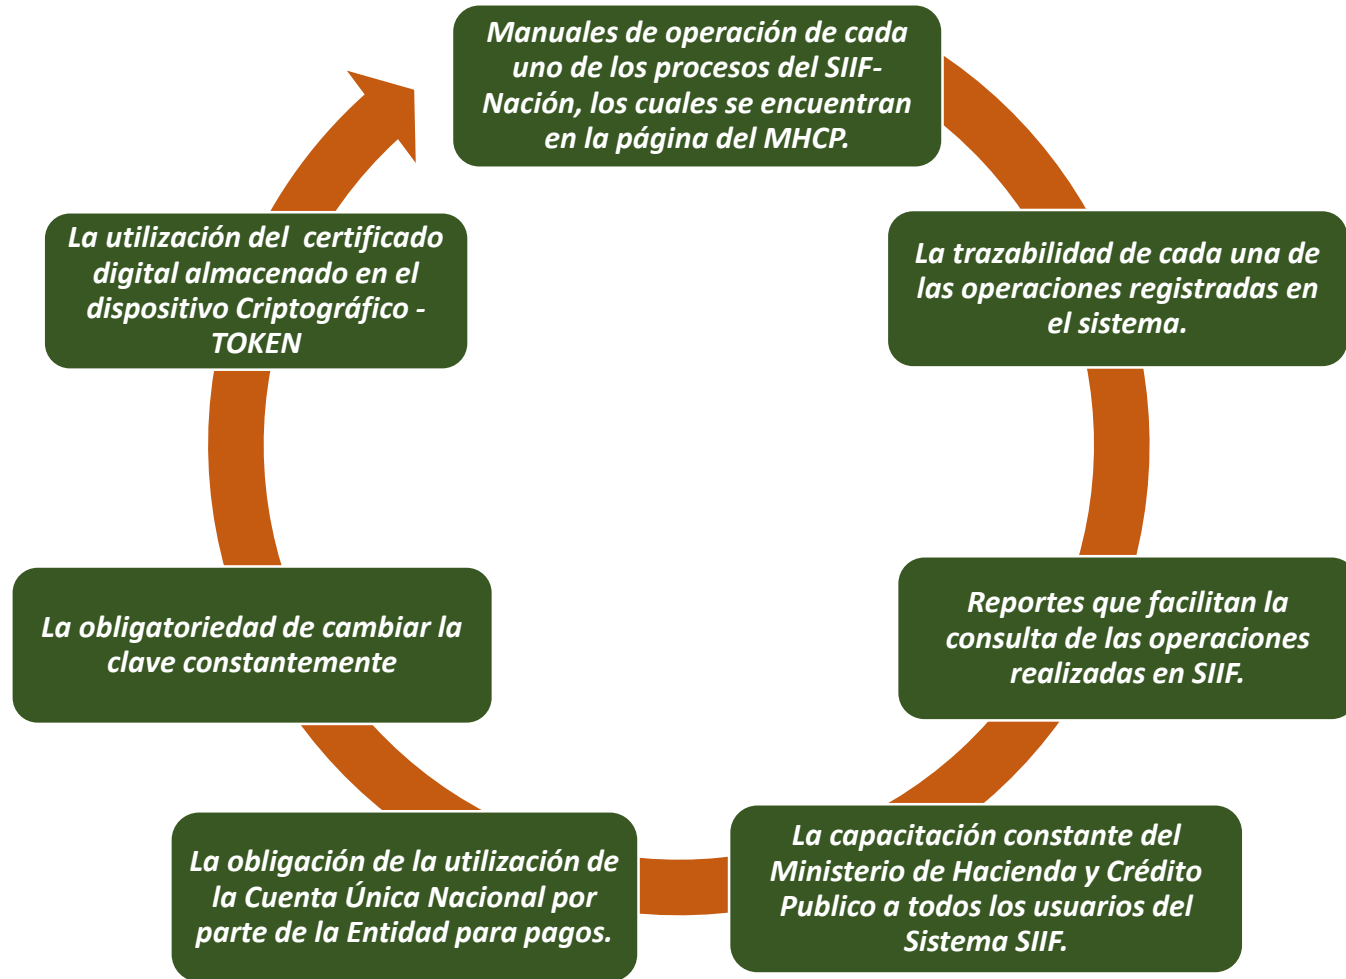 Manuales de operación de cada
uno de los procesos del SIIF-
Nación, los cuales se encuentran
en la página del MHCP.
La trazabilidad de cada una de
las operaciones registradas en
el sistema.
Reportes que facilitan la
consulta de las operaciones
realizadas en SIIF.
La capacitación constante del
Ministerio de Hacienda y Crédito
Publico a todos los usuarios del
Sistema SIIF.
La obligación de la utilización de
la Cuenta Única Nacional por
parte de la Entidad para pagos.
La obligatoriedad de cambiar la
clave constantemente
La utilización del  certificado
digital almacenado en el
dispositivo Criptográfico -
TOKEN